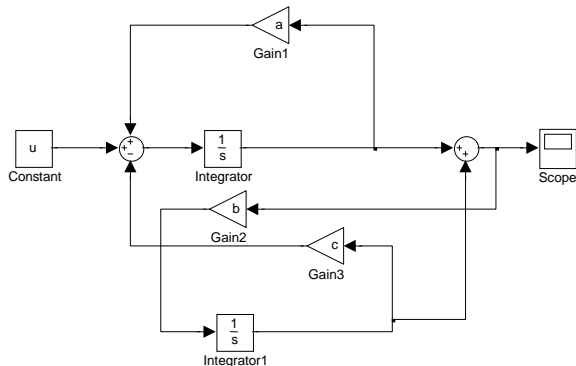 a
Gain1
u
Constant
+
+
−
1
s
Integrator
+
+
Scope
b
Gain2
c
Gain3
1
s
Integrator1